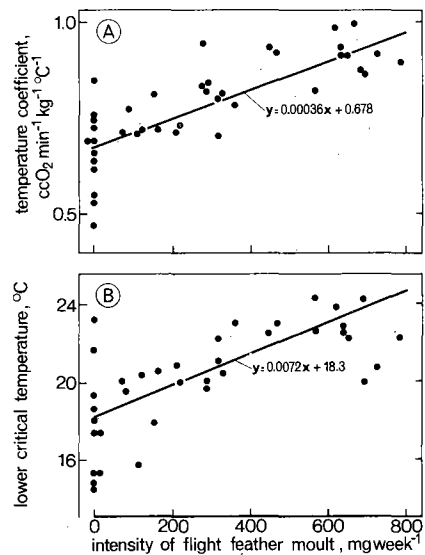 A
temperature coefficient,
ccO2 min-1 kg-1 °C-1
1.0
0.5
y=0.00036x + 0.678
B
lower critical temperature, °C
24
20
16
y=0.0072x + 18.3
0 200 400 600 800
intensity of flight feather moult, mg week-1